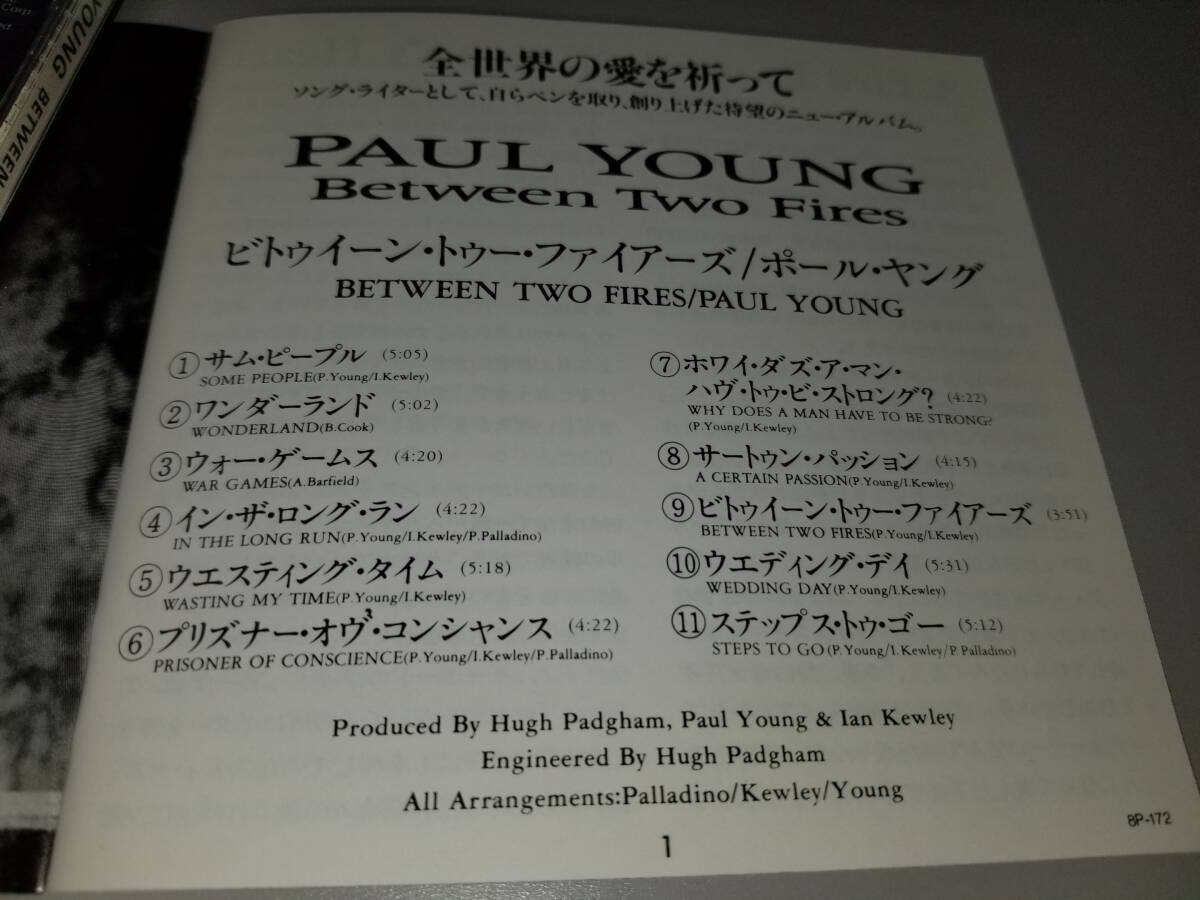 Corp
YOUNG BETWEEN
全世界の愛を祈って
ソング・ライターとして、自らペンを取り、創り上げた待望のニュー・アルバム。
PAUL YOUNG
Between Two Fires
ビトゥイーン・トゥー・ファイアーズ/ポール・ヤング
BETWEEN TWO FIRES/PAUL YOUNG
①サム・ピープル (5:05)
SOME PEOPLE(P.Young/I.Kewley)
②ワンダーランド (5:02)
WONDERLAND(B.Cook)
③ウォー・ゲームス (4:20)
WAR GAMES(A.Barfield)
④イン・ザ・ロング・ラン (4:22)
IN THE LONG RUN(P.Young/I.Kewley/P.Palladino)
⑤ウエスティング・タイム (5:18)
WASTING MY TIME(P.Young/I.Kewley)
⑥プリズナー・オヴ・コンシャンス (4:22)
PRISONER OF CONSCIENCE(P.Young/I.Kewley/P.Palladino)
⑦ホワイ・ダズ・ア・マン・
ハヴ・トゥ・ビ・ストロング? (4:22)
WHY DOES A MAN HAVE TO BE STRONG?
(P.Young/I.Kewley)
⑧サートゥン・パッション (4:15)
A CERTAIN PASSION(P.Young/I.Kewley)
⑨ビトゥイーン・トゥー・ファイアーズ (3:51)
BETWEEN TWO FIRES(P.Young/I.Kewley)
⑩ウエディング・デイ (5:31)
WEDDING DAY(P.Young/I.Kewley)
⑪ステップス・トゥ・ゴー (5:12)
STEPS TO GO(P.Young/I.Kewley/P.Palladino)
Produced By Hugh Padgham, Paul Young & Ian Kewley
Engineered By Hugh Padgham
All Arrangements:Palladino/Kewley/Young
1
8P-172